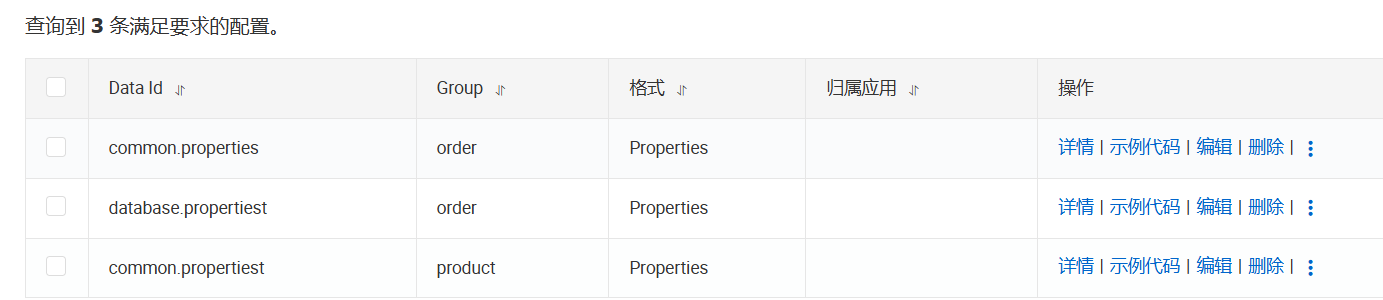 查询到 3 条满足要求的配置。
Data Id Group 格式 归属应用 操作
common.properties order Properties 详情 | 示例代码 | 编辑 | 删除 |
database.propertiest order Properties 详情 | 示例代码 | 编辑 | 删除 |
common.propertiest product Properties 详情 | 示例代码 | 编辑 | 删除 |